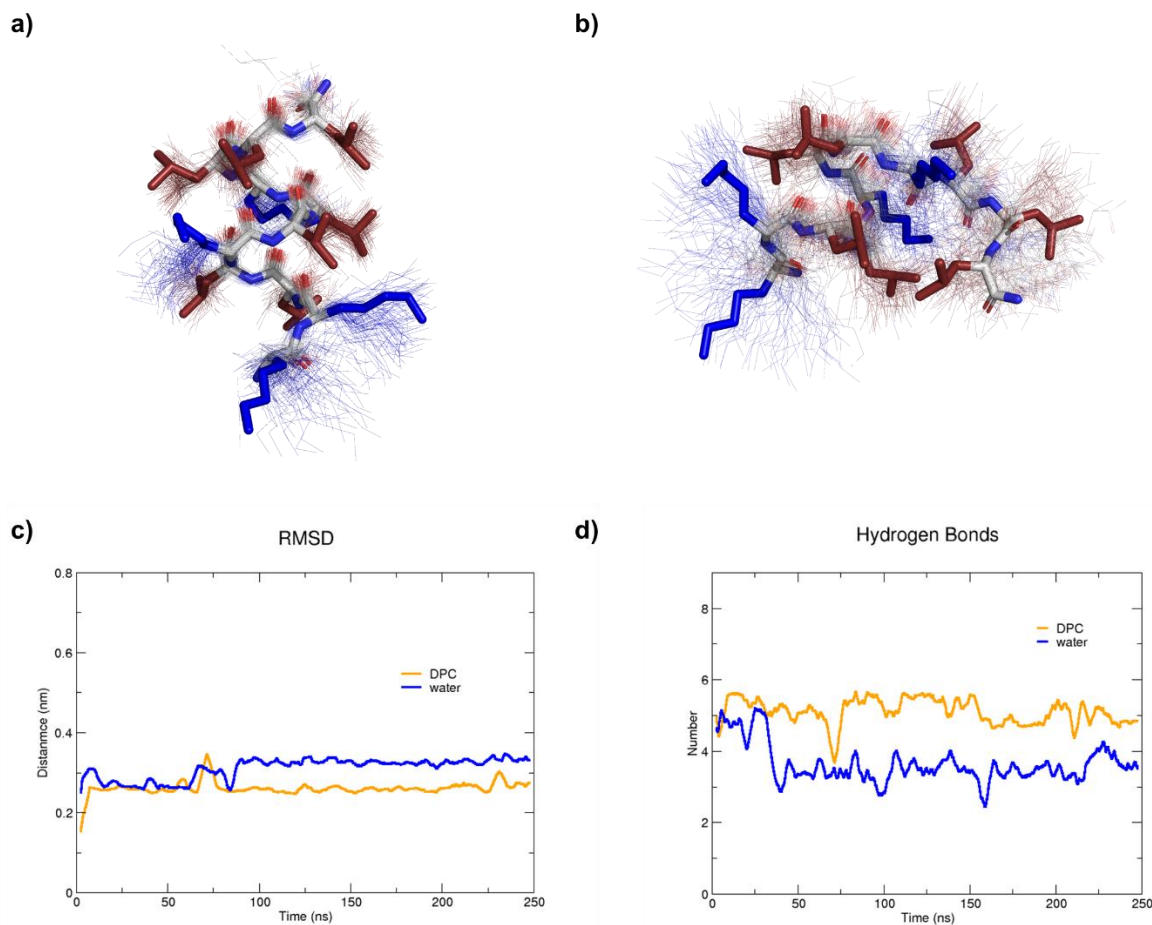 a)
b)
c)
RMSD
0.8
0.6
0.4
0.2
0
Distanmce (nm)
DPC
water
0
50
100
150
200
250
Time (ns)
d)
Hydrogen Bonds
8
6
4
2
0
Number
DPC
water
0
50
100
150
200
250
Time (ns)